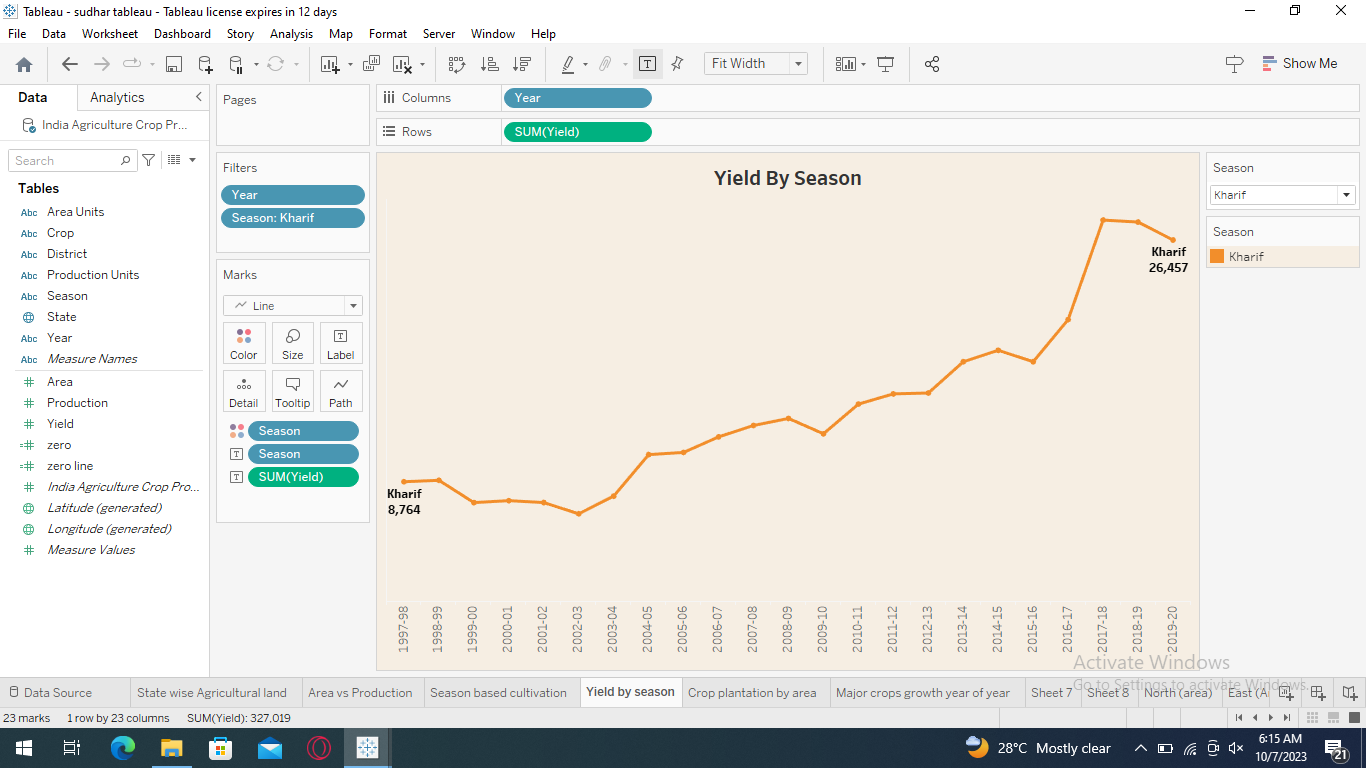 Tableau - sudhar tableau - Tableau license expires in 12 days
File Data Worksheet Dashboard Story Analysis Map Format Server Window Help
Fit Width
Show Me
Data Analytics
India Agriculture Crop Pr...
Search
Tables
Abc Area Units
Abc Crop
Abc District
Abc Production Units
Abc Season
State
Abc Year
Abc Measure Names
# Area
# Production
# Yield
=# zero
=# zero line
# India Agriculture Crop Pro...
Latitude (generated)
Longitude (generated)
# Measure Values
Pages
Filters
Year
Season: Kharif
Marks
Line
Color Size Label
Detail Tooltip Path
Season
Season
SUM(Yield)
Columns Year
Rows SUM(Yield)
Yield By Season
Kharif
26,457
Kharif
8,764
1997-98
1998-99
1999-00
2000-01
2001-02
2002-03
2003-04
2004-05
2005-06
2006-07
2007-08
2008-09
2009-10
2010-11
2011-12
2012-13
2013-14
2014-15
2015-16
2016-17
2017-18
2018-19
2019-20
Season
Kharif
Season
Kharif
Activate Windows
Go to Settings to activate Windows.
Data Source State wise Agricultural land Area vs Production Season based cultivation Yield by season Crop plantation by area Major crops growth year of year Sheet 7 Sheet 8 North (area) East (A
23 marks 1 row by 23 columns SUM(Yield): 327,019
28°C Mostly clear
6:15 AM
10/7/2023
21